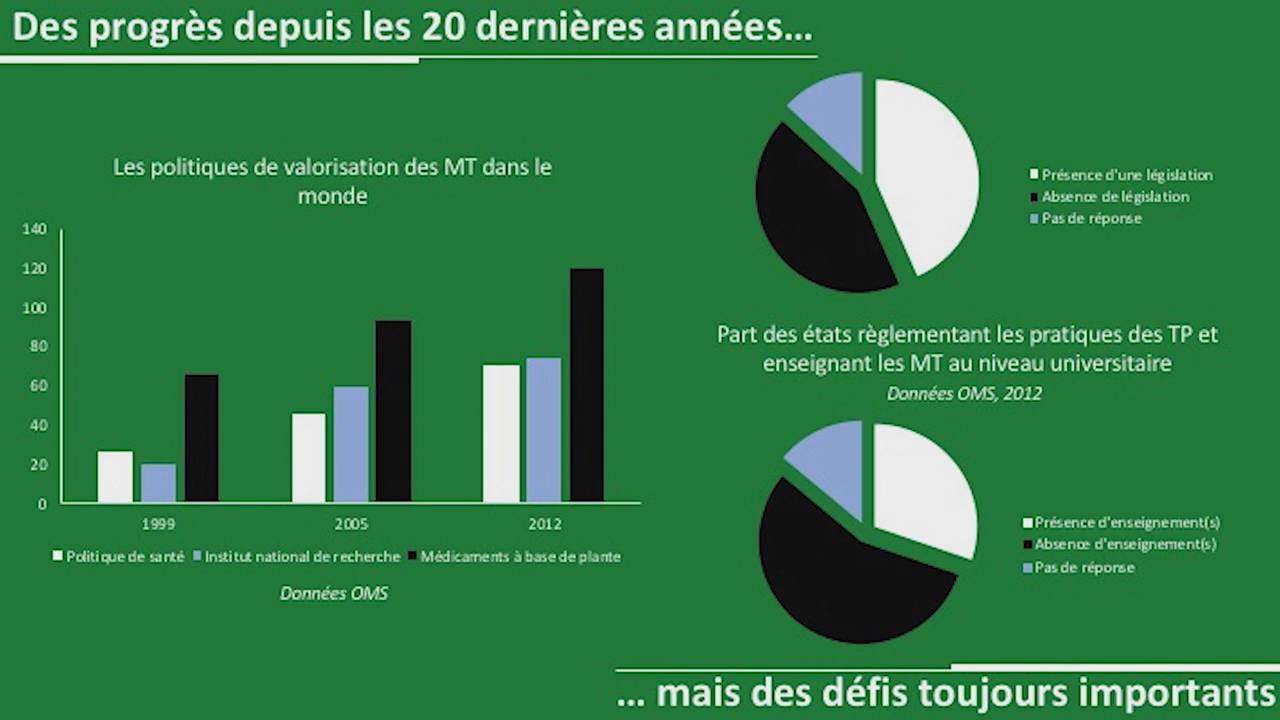 Des progrès depuis les 20 dernières années...
Les politiques de valorisation des MT dans le
monde
140
120
100
80
60
40
20
0
1999
2005
2012
Politique de santé
Institut national de recherche
Médicaments à base de plante
Données OMS
Présence d'une législation
Absence de législation
Pas de réponse
Part des états règlementant les pratiques des TP et
enseignant les MT au niveau universitaire
Données OMS, 2012
Présence d'enseignement(s)
Absence d'enseignement(s)
Pas de réponse
... mais des défis toujours importants